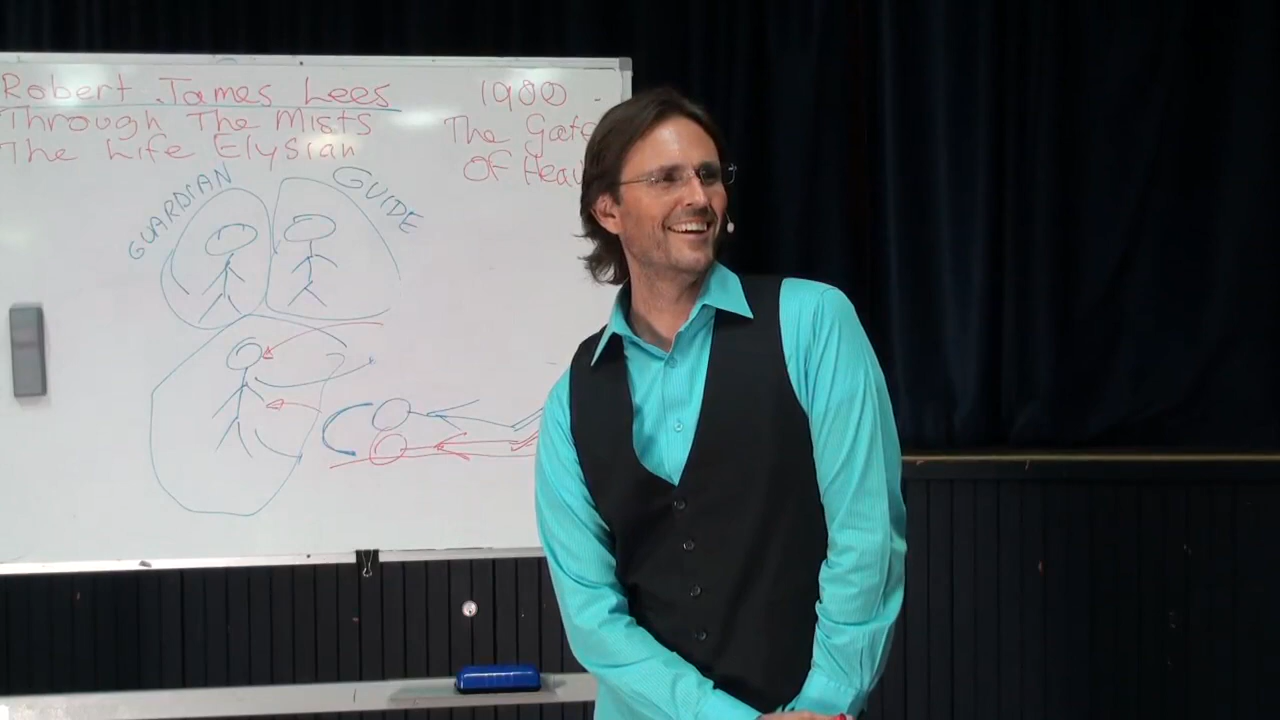 Robert James Lees
Through The Mists
The Life Elysian
1900
The Gate
Of Hea
GUARDIAN
GUIDE